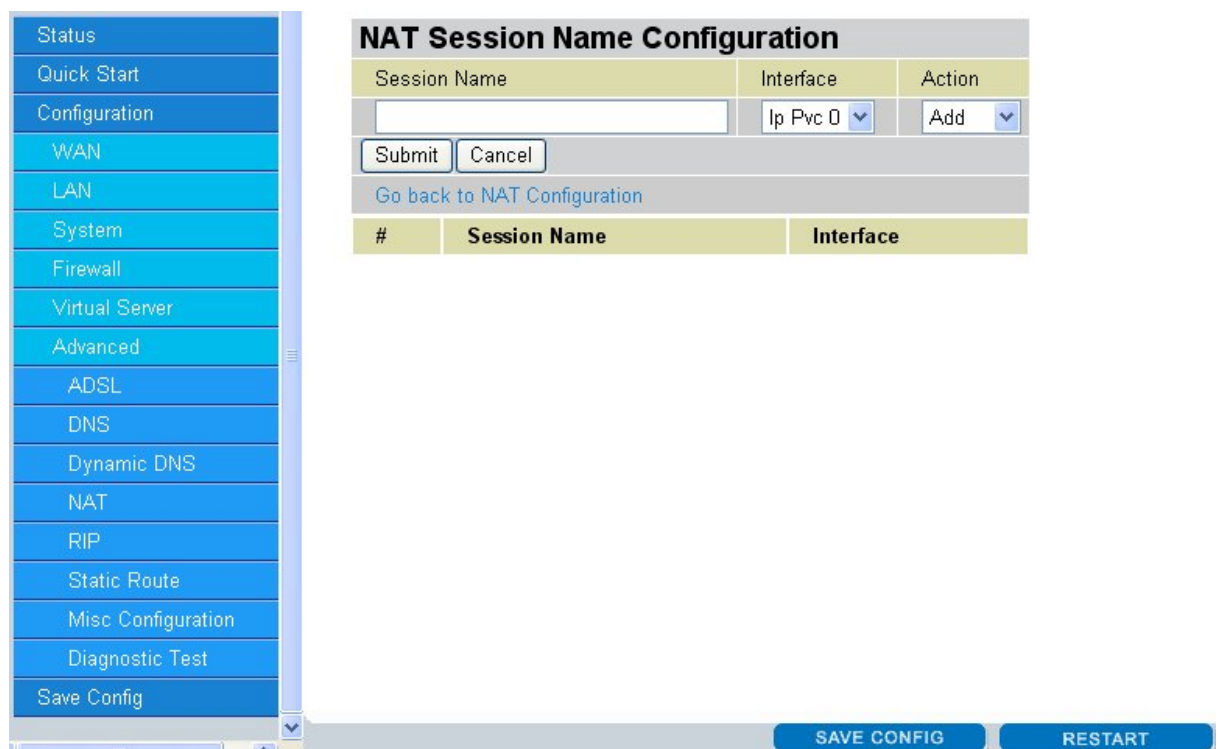 Status
Quick Start
Configuration
WAN
LAN
System
Firewall
Virtual Server
Advanced
ADSL
DNS
Dynamic DNS
NAT
RIP
Static Route
Misc Configuration
Diagnostic Test
Save Config
NAT Session Name Configuration
Session Name Interface Action
Ip Pvc 0 Add
Submit Cancel
Go back to NAT Configuration
# Session Name Interface
SAVE CONFIG RESTART